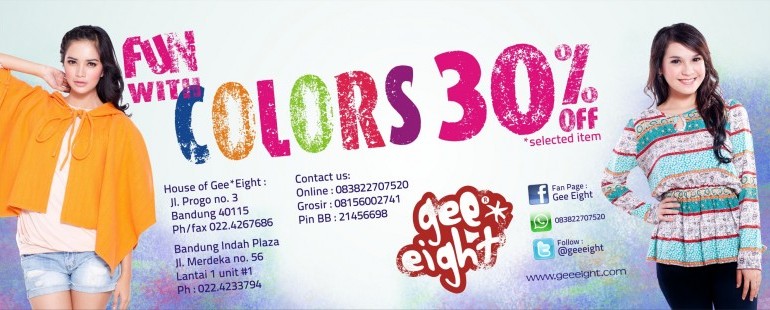 FUN
WITH
COLORS 30% OFF
*selected item
House of Gee*Eight :
Jl. Progo no. 3
Bandung 40115
Ph/fax 022.4267686
Bandung Indah Plaza
Jl. Merdeka no. 56
Lantai 1 unit #1
Ph : 022.4233794
Contact us:
Online : 083822707520
Grosir : 08156002741
Pin BB : 21456698
gee*
eight
Fan Page :
Gee Eight
083822707520
Follow :
@geeeight
www.geeeight.com